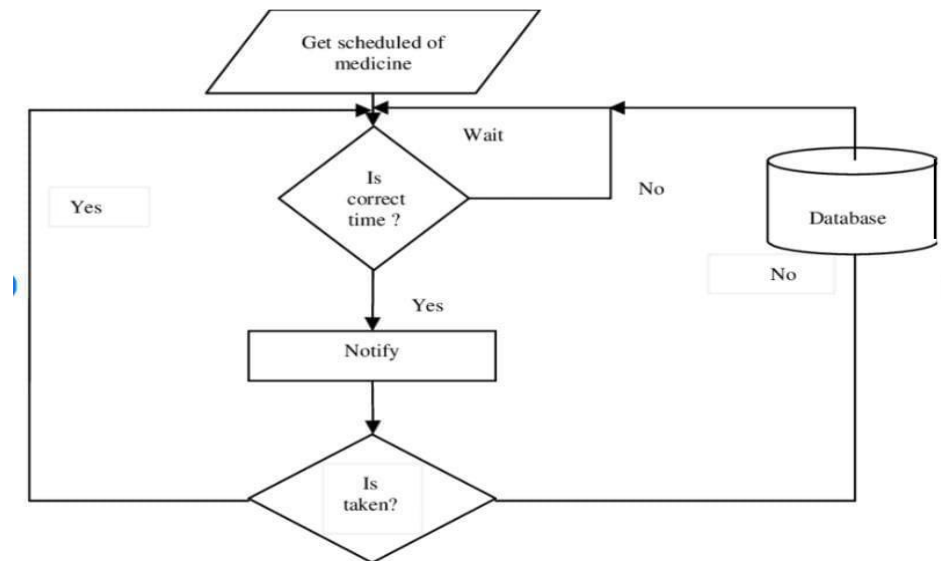 Get scheduled of
medicine
Wait
Is
correct
time ?
No
Yes
Database
No
Yes
Notify
Is
taken?